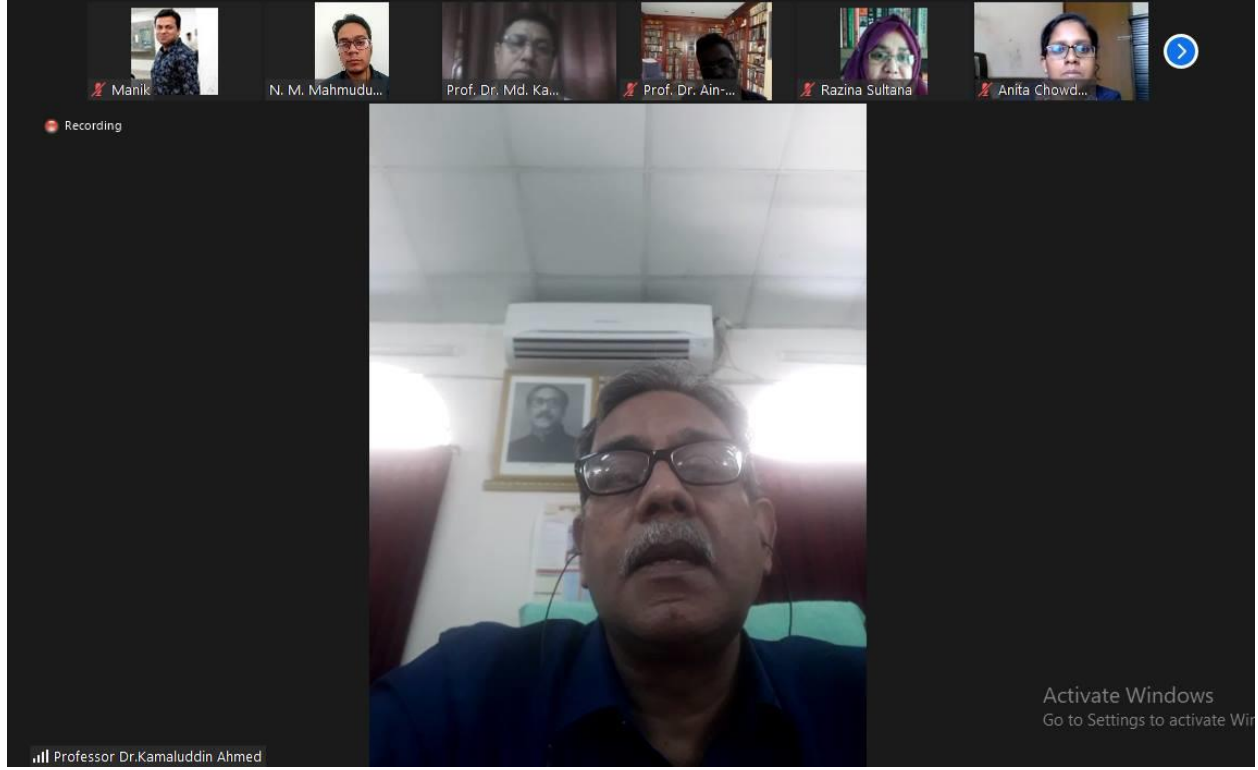 Manik
N. M. Mahmudu...
Prof. Dr. Md. Ka...
Prof. Dr. Ain-...
Razina Sultana
Anita Chowd...
Recording
Activate Windows
Go to Settings to activate Win
Professor Dr.Kamaluddin Ahmed